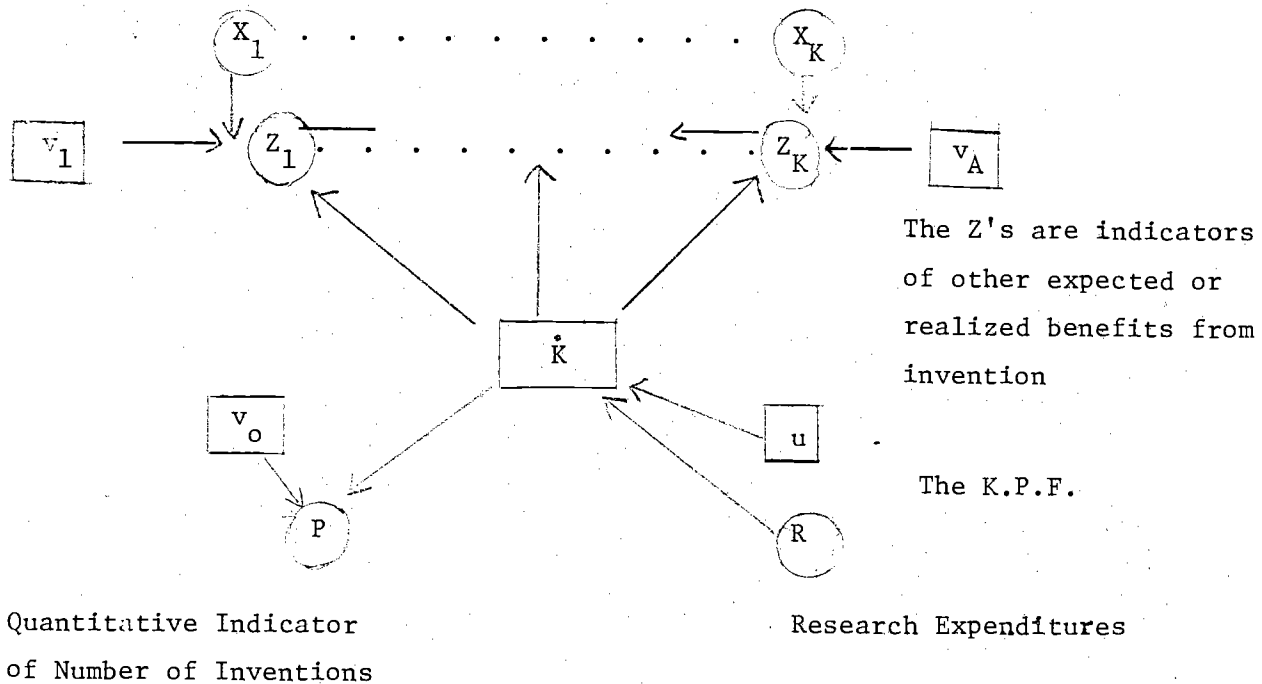 X1 . . . . . . . . . . XK
v1 Z1 . . . . . . . . . . ZK vA
The Z's are indicators
of other expected or
realized benefits from
invention
K̇
vo u
The K.P.F.
P R
Quantitative Indicator
of Number of Inventions
Research Expenditures